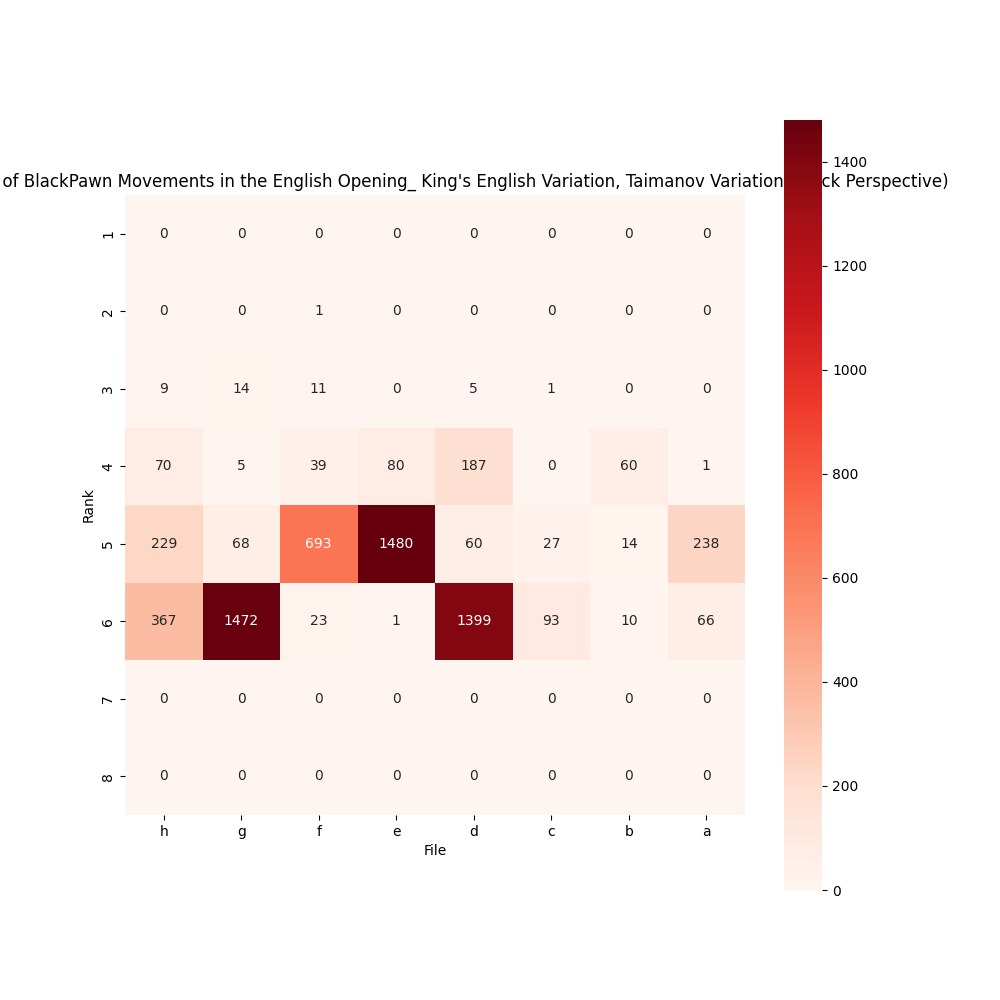 of BlackPawn Movements in the English Opening_ King's English Variation, Taimanov Variation Perspective)
1400
1 0 0 0 0 0 0 0 0
1200
2 0 0 1 0 0 0 0 0
3 9 14 11 0 5 1 0 0
1000
4 70 5 39 80 187 0 60 1
800
Rank
5 229 68 693 1480 60 27 14 238
600
6 367 1472 23 1 1399 93 10 66
400
7 0 0 0 0 0 0 0 0
200
8 0 0 0 0 0 0 0 0
h g f e d c b a
File
0